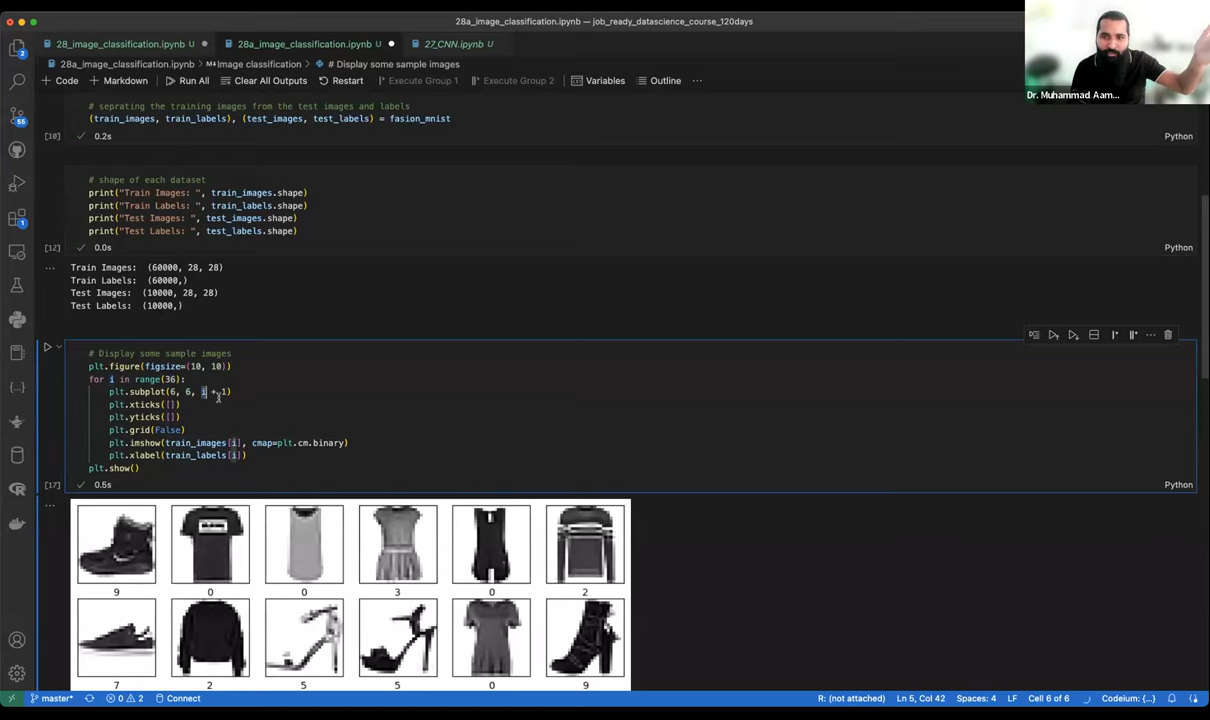 28a_image_classification.ipynb — job_ready_datascience_course_120days
28_image_classification.ipynb U
28a_image_classification.ipynb U
27_CNN.ipynb U
28a_image_classification.ipynb > M↓ Image classification > # Display some sample images
+ Code + Markdown Run All Clear All Outputs Restart Execute Group 1 Execute Group 2 Variables Outline ...
Dr. Muhammad Aam...
# seprating the training images from the test images and labels
(train_images, train_labels), (test_images, test_labels) = fasion_mnist
[10] 0.2s Python
# shape of each dataset
print("Train Images: ", train_images.shape)
print("Train Labels: ", train_labels.shape)
print("Test Images: ", test_images.shape)
print("Test Labels: ", test_labels.shape)
[12] 0.0s Python
Train Images: (60000, 28, 28)
Train Labels: (60000,)
Test Images: (10000, 28, 28)
Test Labels: (10000,)
# Display some sample images
plt.figure(figsize=(10, 10))
for i in range(36):
plt.subplot(6, 6, i + 1)
plt.xticks([])
plt.yticks([])
plt.grid(False)
plt.imshow(train_images[i], cmap=plt.cm.binary)
plt.xlabel(train_labels[i])
plt.show()
[17] 0.5s Python
9 0 0 3 0 2
7 2 5 5 0 9
2
55
1
master* 0 2 Connect R: (not attached) Ln 5, Col 42 Spaces: 4 LF Cell 6 of 6 Codeium: {...}